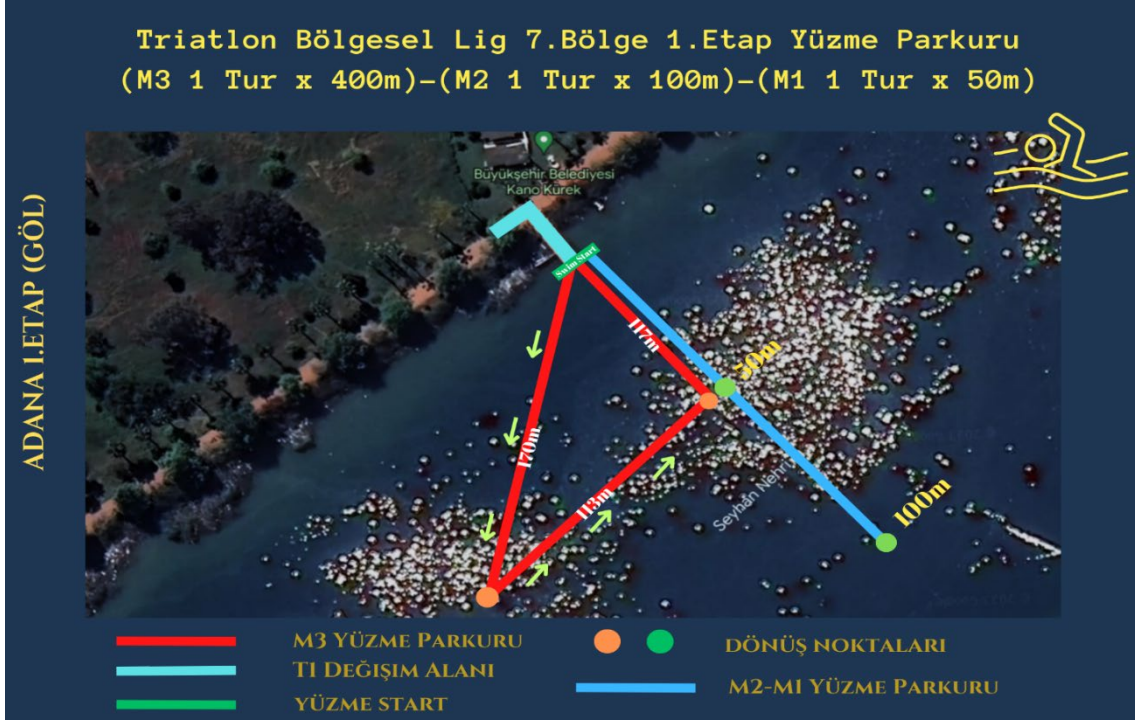 Triatlon Bölgesel Lig 7.Bölge 1.Etap Yüzme Parkuru
(M3 1 Tur x 400m)-(M2 1 Tur x 100m)-(M1 1 Tur x 50m)
ADANA 1.ETAP (GÖL)
Büyükşehir Belediyesi
Kano Kürek
Swim Start
117m
50m
170m
113m
Seyhan Nehri
100m
M3 YÜZME PARKURU
T1 DEĞIŞIM ALANI
YÜZME START
DÖNÜŞ NOKTALARI
M2-M1 YÜZME PARKURU